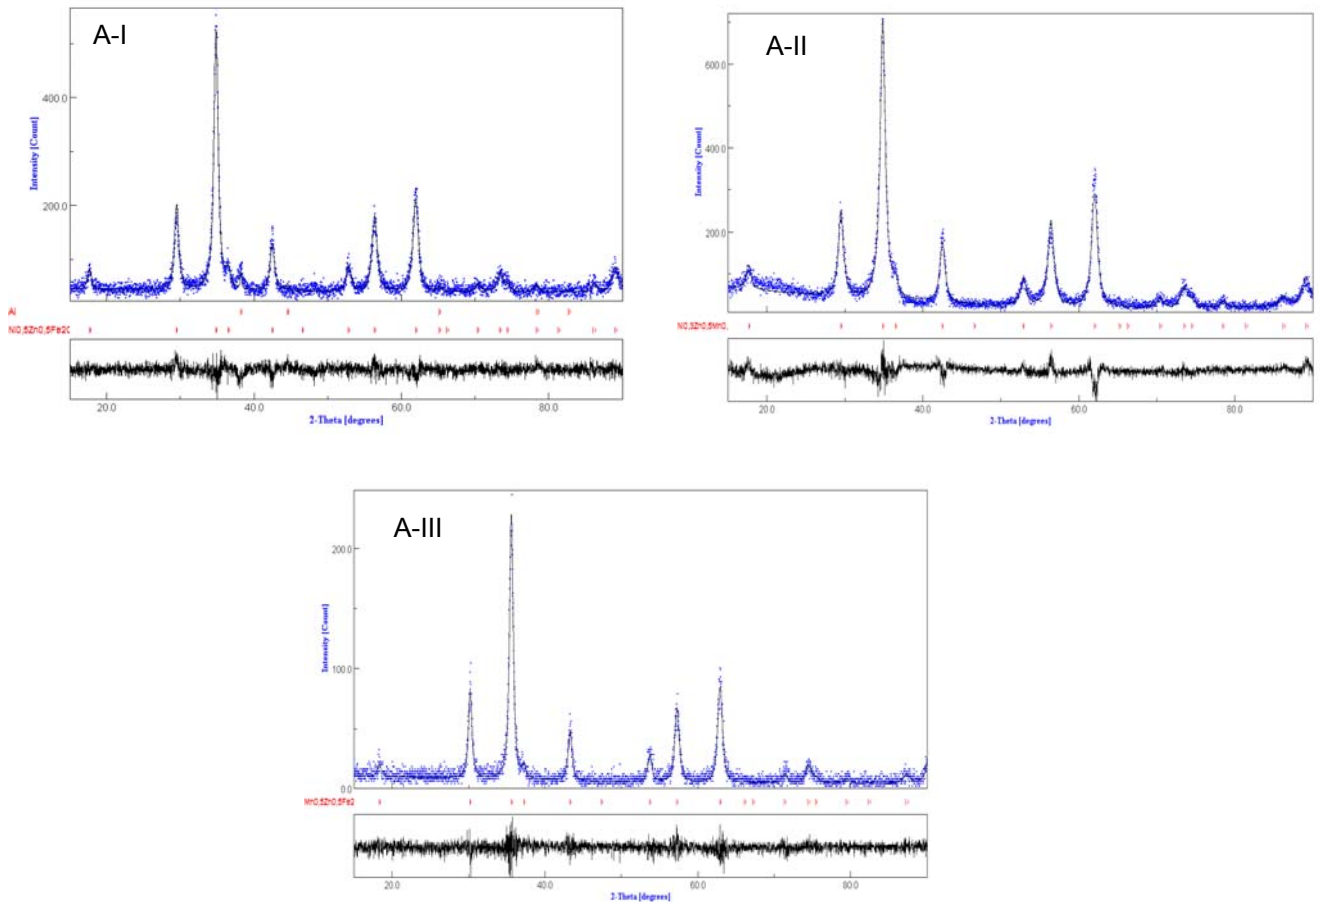 A-I
Intensity [Count]
400.0
200.0
Al
Ni0,5Zn0,5Fe2O
20.0 40.0 60.0 80.0
2-Theta [degrees]
A-II
Intensity [Count]
600.0
400.0
200.0
Ni0,5Zn0,5Mn0,
20.0 40.0 60.0 80.0
2-Theta [degrees]
A-III
Intensity [Count]
200.0
100.0
0.0
Mn0,5Zn0,5Fe2
20.0 40.0 60.0 80.0
2-Theta [degrees]